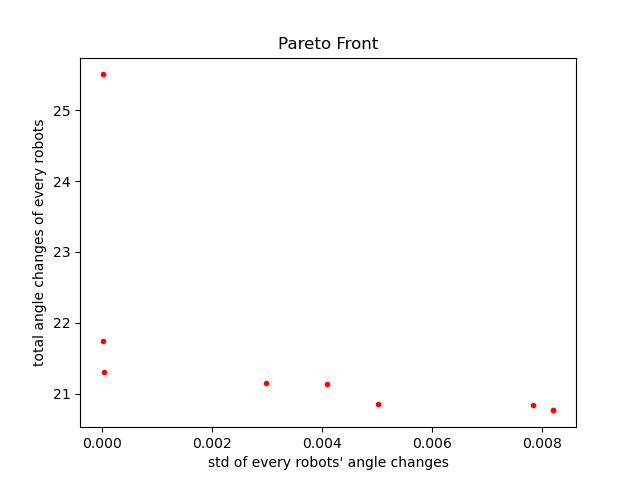 Pareto Front
total angle changes of every robots
25
24
23
22
21
0.000 0.002 0.004 0.006 0.008
std of every robots' angle changes